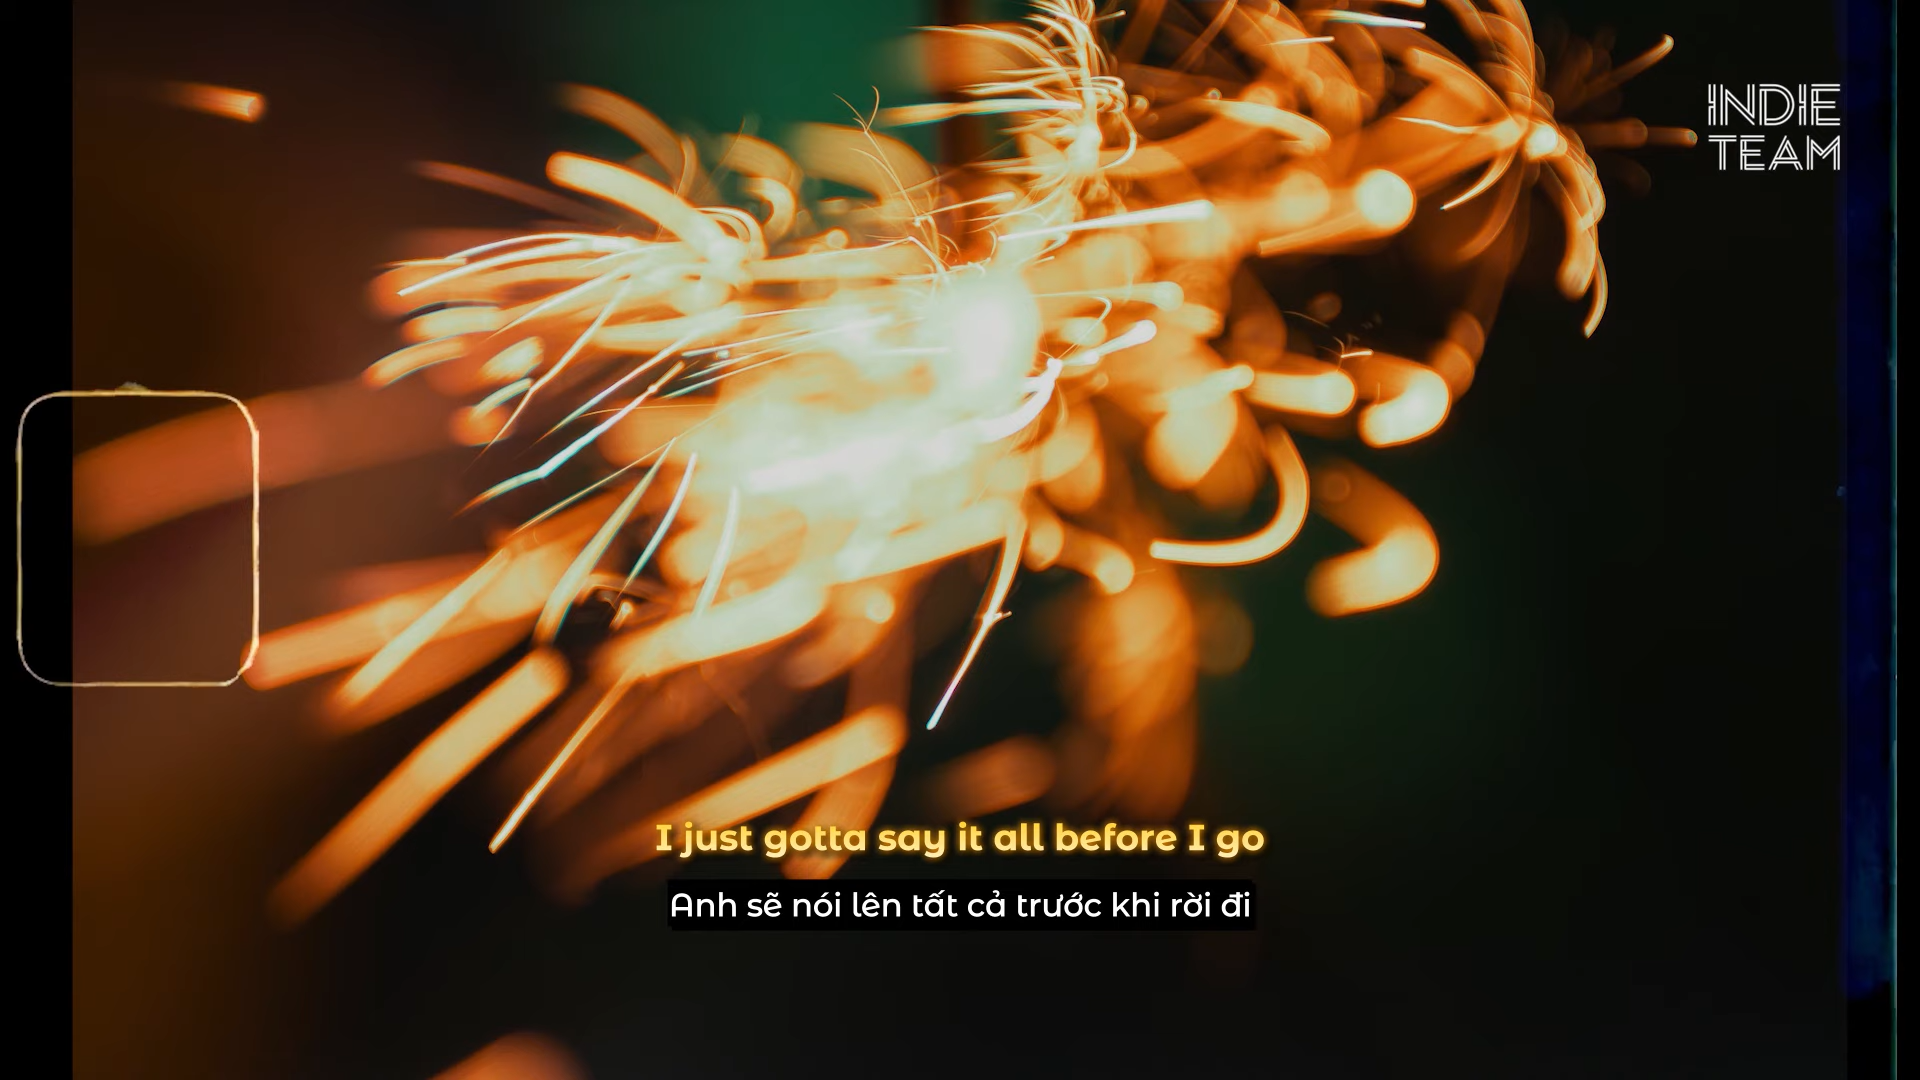 INDIE
TEAM
I just gotta say it all before I go
Anh sẽ nói lên tất cả trước khi rời đi